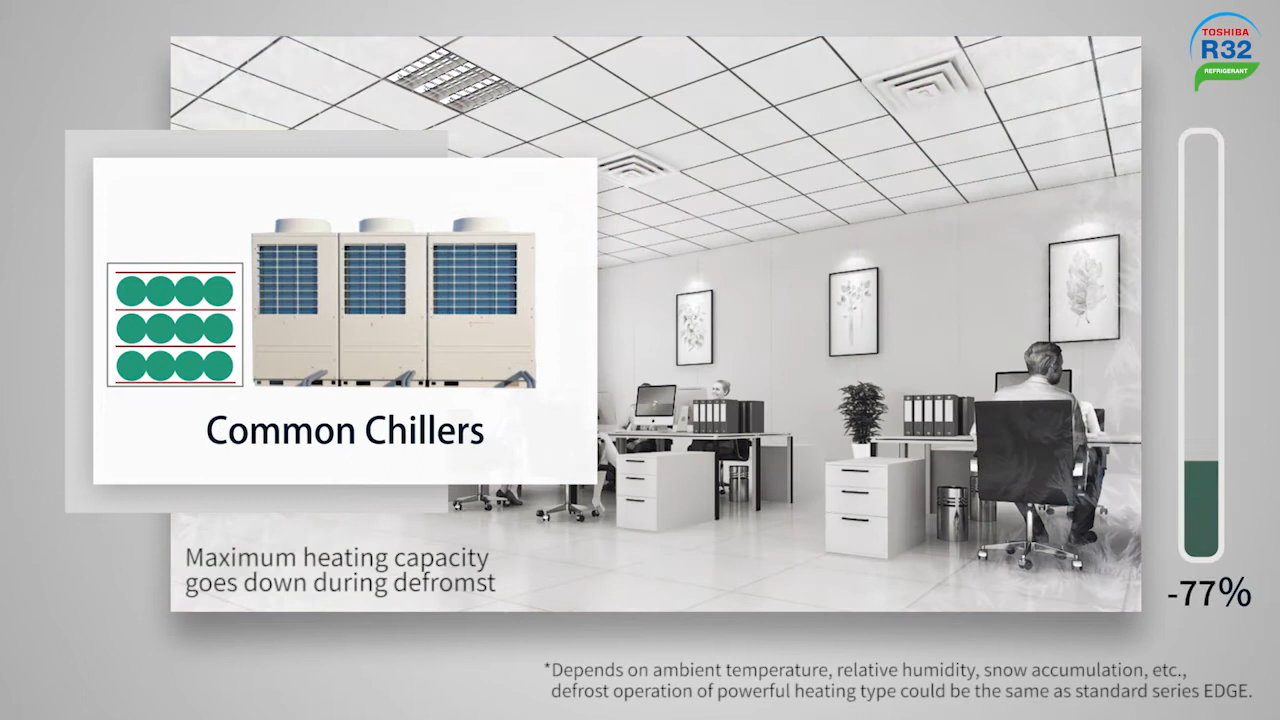 TOSHIBA
R32
REFRIGERANT
Common Chillers
Maximum heating capacity
goes down during defromst
-77%
*Depends on ambient temperature, relative humidity, snow accumulation, etc.,
defrost operation of powerful heating type could be the same as standard series EDGE.